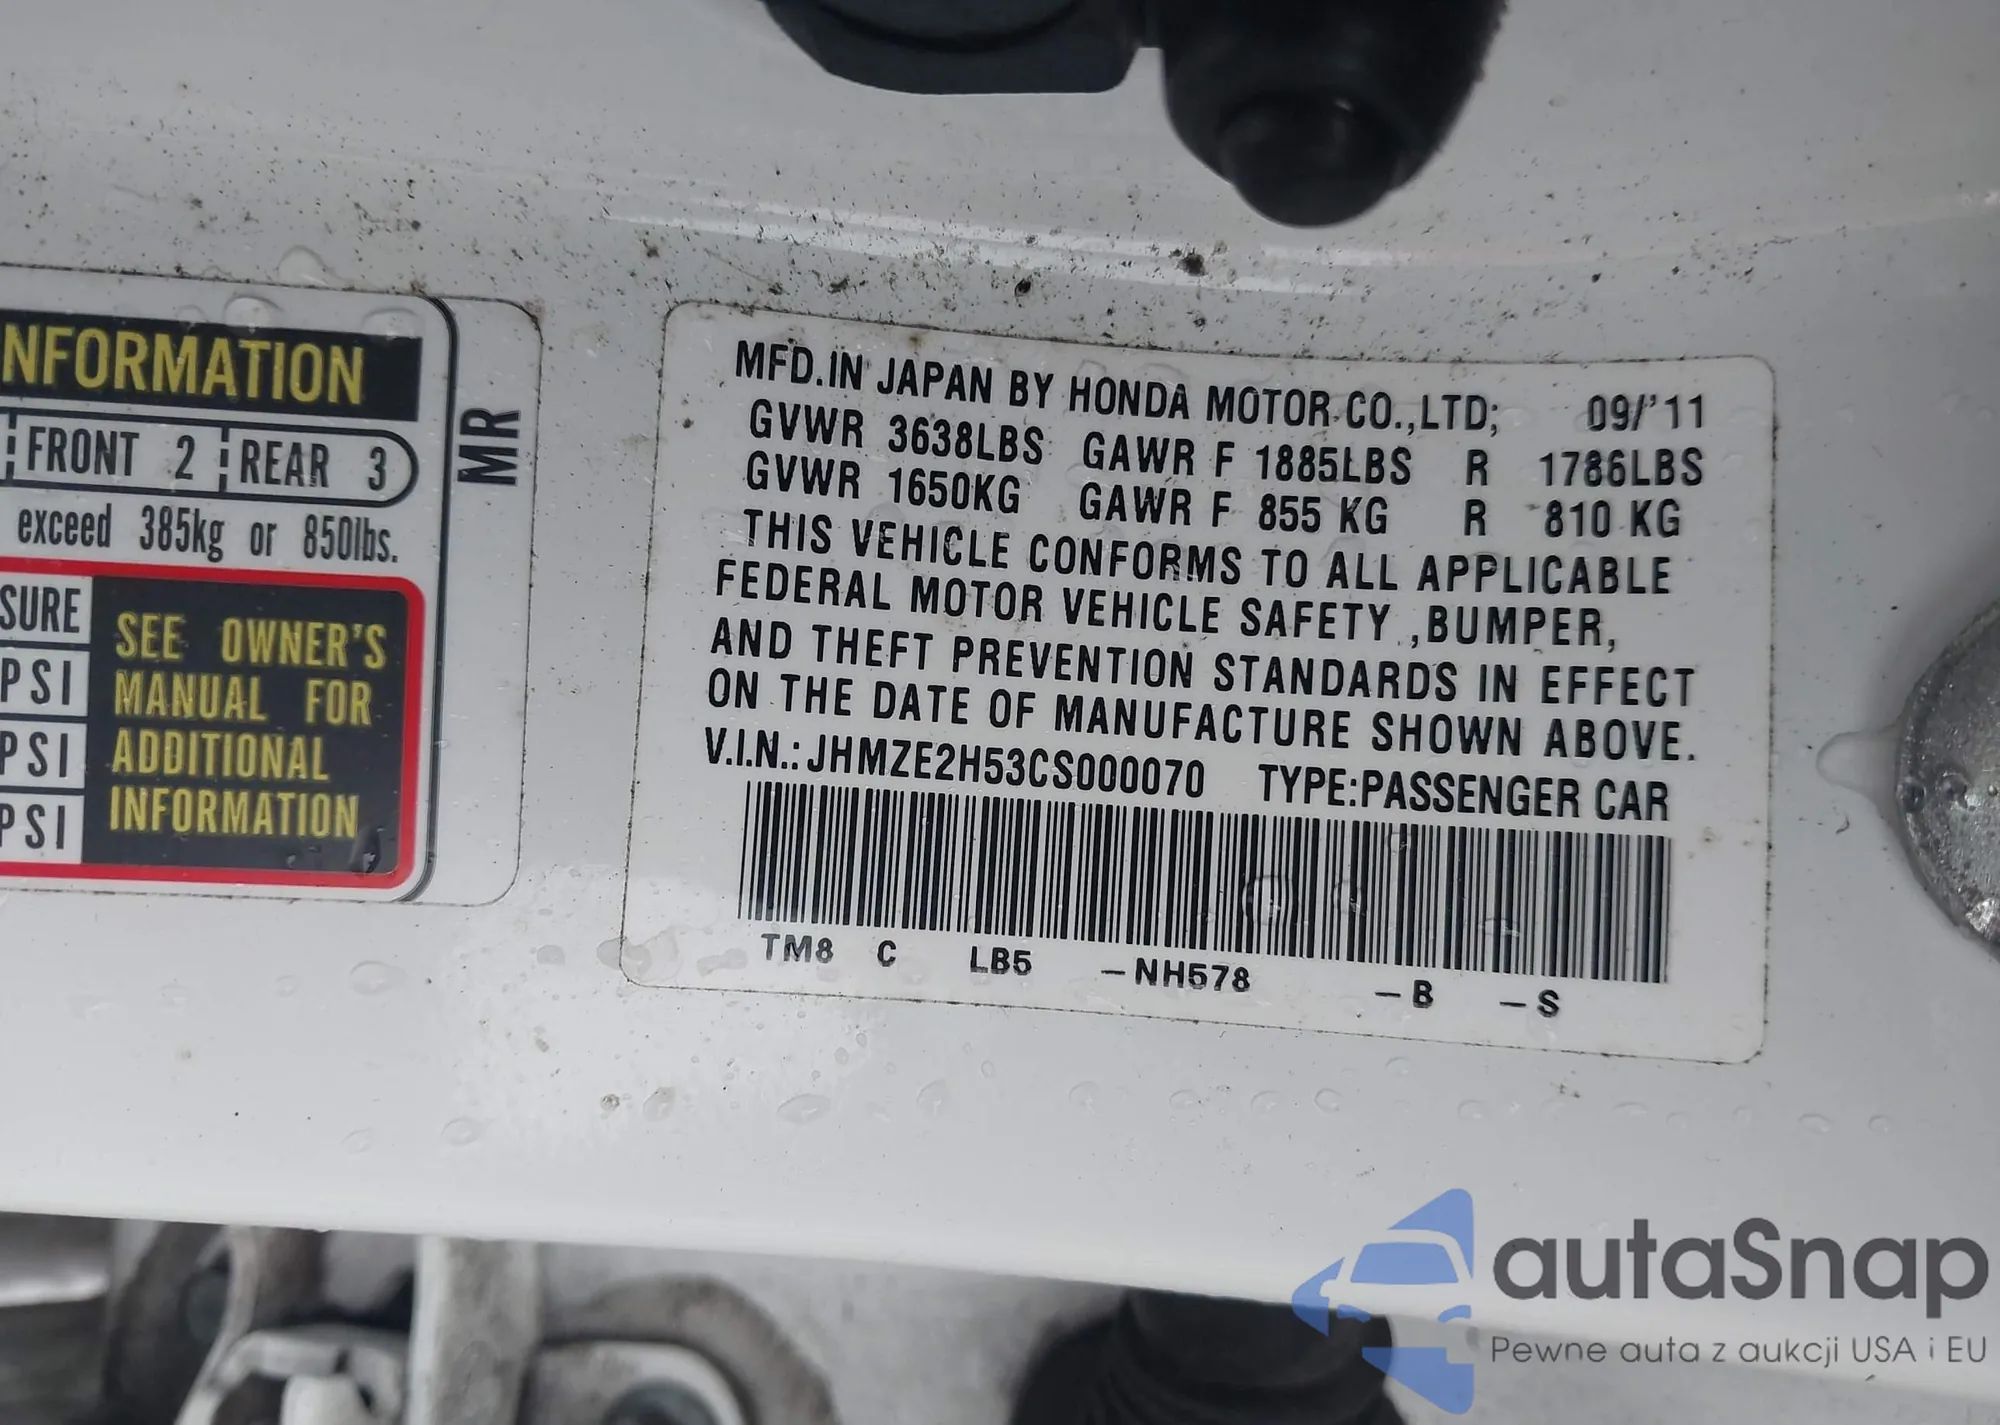 NFORMATION
FRONT 2 REAR 3
exceed 385kg or 850lbs.
SURE
PSI
PSI
PSI
SEE OWNER'S
MANUAL FOR
ADDITIONAL
INFORMATION
MR
MFD.IN JAPAN BY HONDA MOTOR CO.,LTD; 09/'11
GVWR 3638LBS GAWR F 1885LBS R 1786LBS
GVWR 1650KG GAWR F 855 KG R 810 KG
THIS VEHICLE CONFORMS TO ALL APPLICABLE
FEDERAL MOTOR VEHICLE SAFETY ,BUMPER,
AND THEFT PREVENTION STANDARDS IN EFFECT
ON THE DATE OF MANUFACTURE SHOWN ABOVE.
V.I.N.: JHMZE2H53CS000070 TYPE:PASSENGER CAR
TM8 C LB5 -NH578 -B -S
autaSnap
Pewne auta z aukcji USA i EU